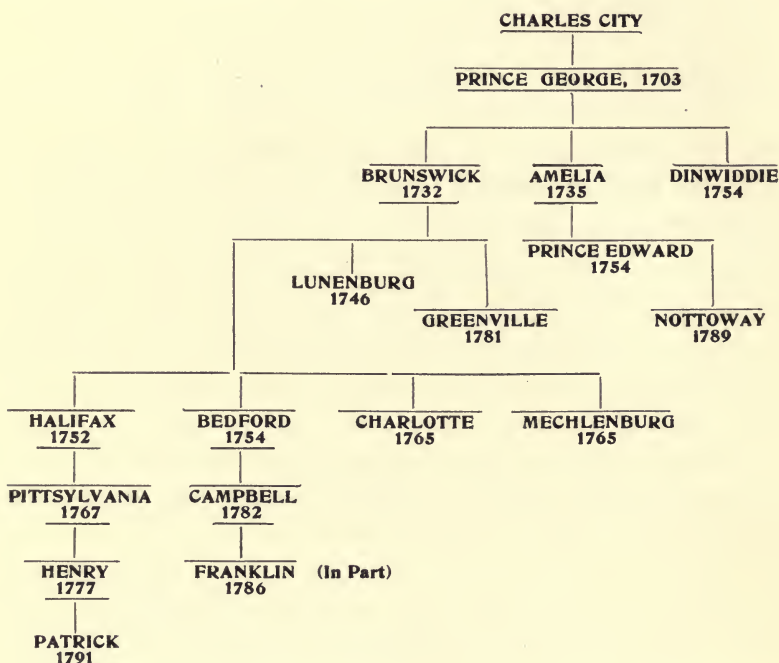 CHARLES CITY
PRINCE GEORGE, 1703
BRUNSWICK
1732
AMELIA
1735
DINWIDDIE
1754
PRINCE EDWARD
1754
LUNENBURG
1746
GREENVILLE
1781
NOTTOWAY
1789
HALIFAX
1752
BEDFORD
1754
CHARLOTTE
1765
MECHLENBURG
1765
PITTSYLVANIA
1767
CAMPBELL
1782
HENRY
1777
FRANKLIN (In Part)
1786
PATRICK
1791